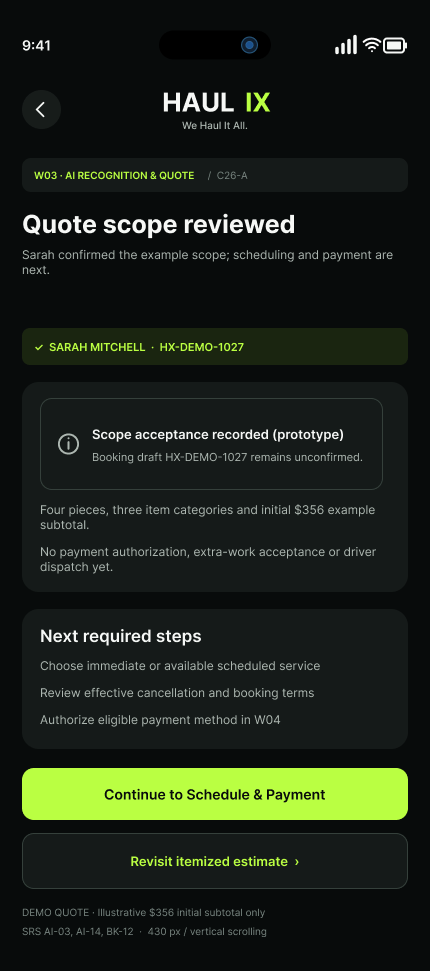 9:41
HAUL IX
We Haul It All.
W03 · AI RECOGNITION & QUOTE / C26-A
Quote scope reviewed
Sarah confirmed the example scope; scheduling and payment are
next.
✓ SARAH MITCHELL · HX-DEMO-1027
Scope acceptance recorded (prototype)
Booking draft HX-DEMO-1027 remains unconfirmed.
Four pieces, three item categories and initial $356 example
subtotal.
No payment authorization, extra-work acceptance or driver
dispatch yet.
Next required steps
Choose immediate or available scheduled service
Review effective cancellation and booking terms
Authorize eligible payment method in W04
Continue to Schedule & Payment
Revisit itemized estimate ›
DEMO QUOTE · Illustrative $356 initial subtotal only
SRS AI-03, AI-14, BK-12 · 430 px / vertical scrolling